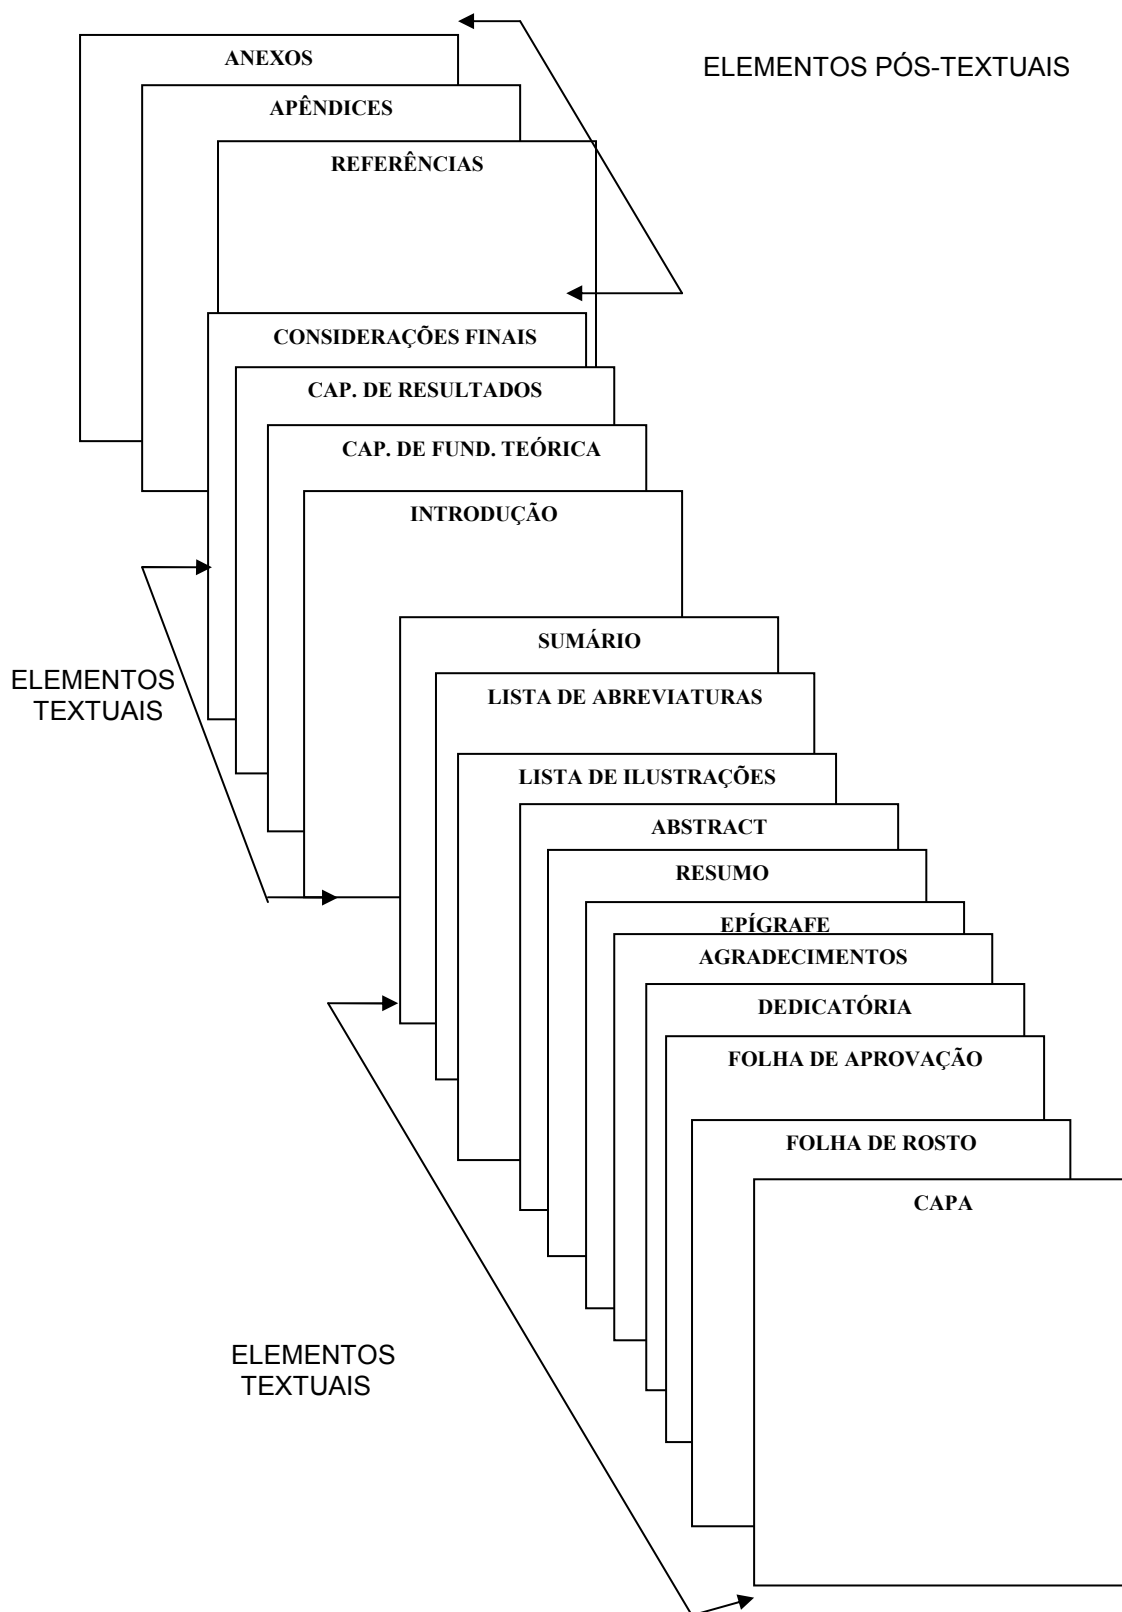 ELEMENTOS PÓS-TEXTUAIS
ANEXOS
APÊNDICES
REFERÊNCIAS
CONSIDERAÇÕES FINAIS
CAP. DE RESULTADOS
CAP. DE FUND. TEÓRICA
INTRODUÇÃO
ELEMENTOS
TEXTUAIS
SUMÁRIO
LISTA DE ABREVIATURAS
LISTA DE ILUSTRAÇÕES
ABSTRACT
RESUMO
EPÍGRAFE
AGRADECIMENTOS
DEDICATÓRIA
FOLHA DE APROVAÇÃO
FOLHA DE ROSTO
CAPA
ELEMENTOS
TEXTUAIS